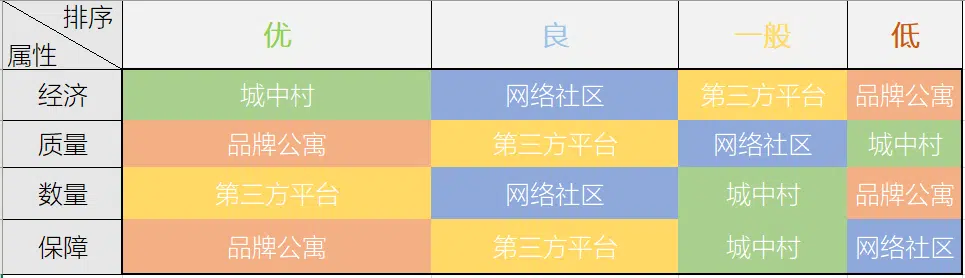 排序
属性
优 良 一般 低
经济 城中村 网络社区 第三方平台 品牌公寓
质量 品牌公寓 第三方平台 网络社区 城中村
数量 第三方平台 网络社区 城中村 品牌公寓
保障 品牌公寓 第三方平台 城中村 网络社区